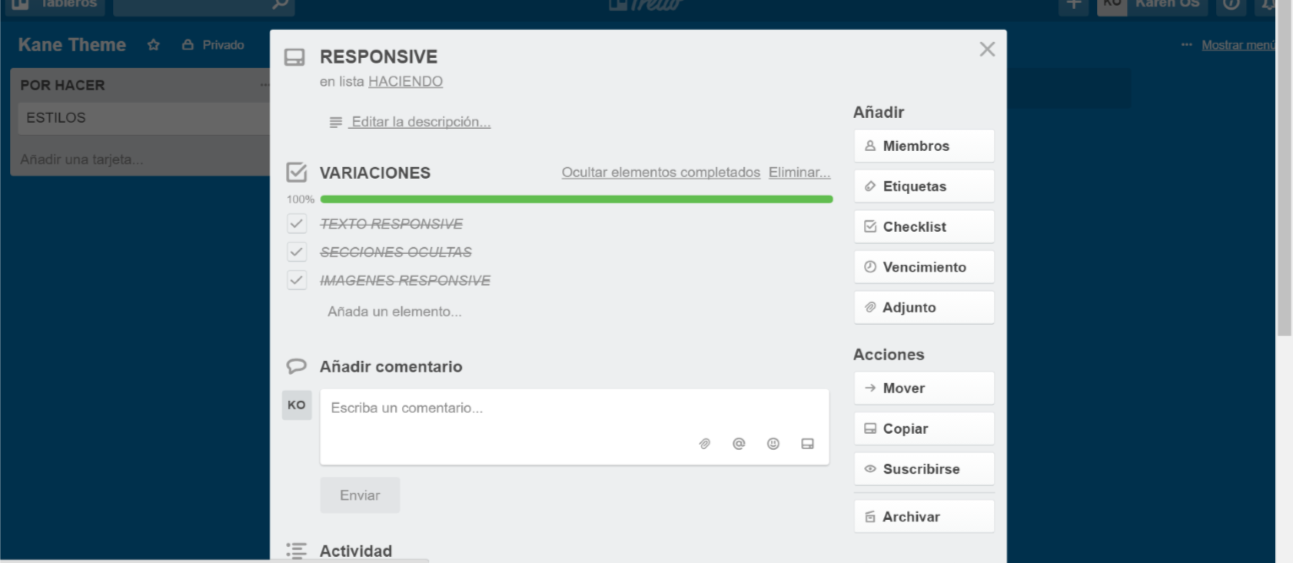 Tableros
Trello
KO Karen OS
Kane Theme Privado
... Mostrar menú
POR HACER ...
ESTILOS
Añadir una tarjeta...
RESPONSIVE
en lista HACIENDO
Editar la descripción...
VARIACIONES Ocultar elementos completados Eliminar...
100%
TEXTO RESPONSIVE
SECCIONES OCULTAS
IMAGENES RESPONSIVE
Añada un elemento...
Añadir comentario
KO
Escriba un comentario...
Enviar
Actividad
Añadir
Miembros
Etiquetas
Checklist
Vencimiento
Adjunto
Acciones
Mover
Copiar
Suscribirse
Archivar